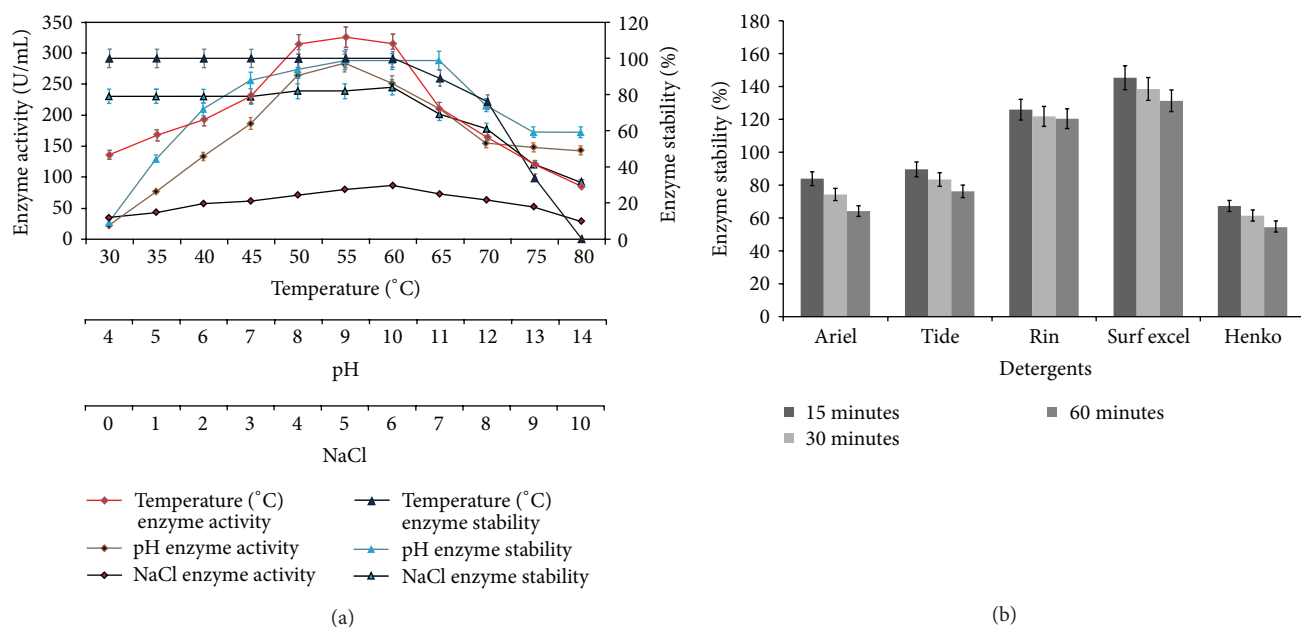 350
300
250
200
150
100
50
0
Enzyme activity (U/mL)
120
100
80
60
40
20
0
Enzyme stability (%)
30 35 40 45 50 55 60 65 70 75 80
Temperature (°C)
4 5 6 7 8 9 10 11 12 13 14
pH
0 1 2 3 4 5 6 7 8 9 10
NaCl
Temperature (°C)
enzyme activity
pH enzyme activity
NaCl enzyme activity
Temperature (°C)
enzyme stability
pH enzyme stability
NaCl enzyme stability
(a)
180
160
140
120
100
80
60
40
20
0
Enzyme stability (%)
Ariel Tide Rin Surf excel Henko
Detergents
15 minutes
30 minutes
60 minutes
(b)